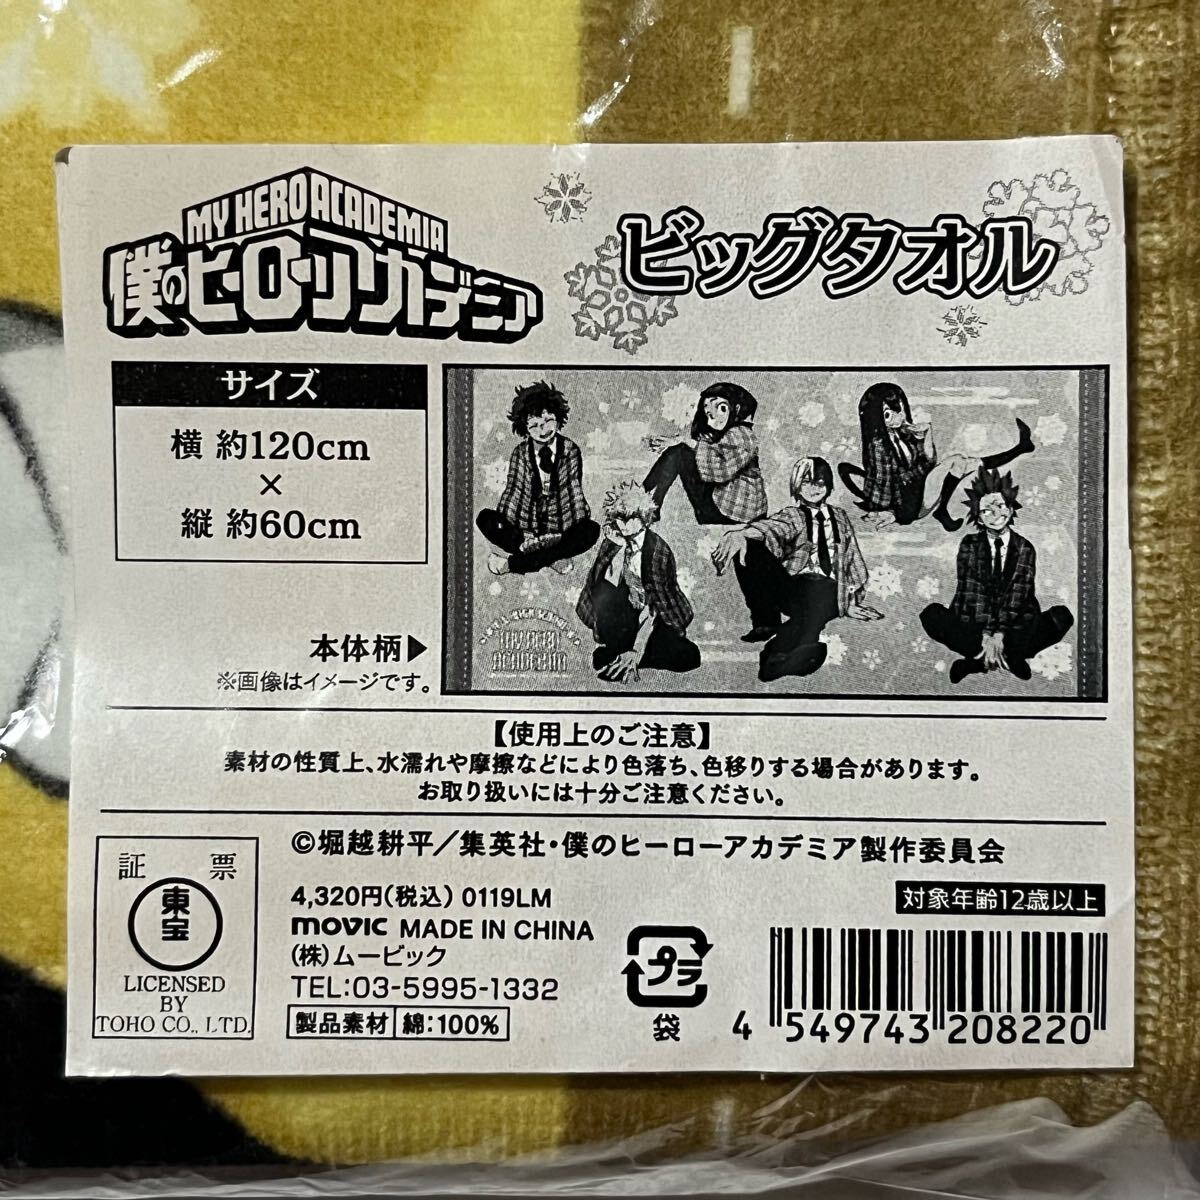 MY HERO ACADEMIA
僕のヒーローアカデミア
ビッグタオル
サイズ
横 約120cm
×
縦 約60cm
本体柄▶
※画像はイメージです。
MY HERO
ACADEMIA
【使用上のご注意】
素材の性質上、水濡れや摩擦などにより色落ち、色移りする場合があります。
お取り扱いには十分ご注意ください。
©堀越耕平／集英社・僕のヒーローアカデミア製作委員会
証 票
東宝
LICENSED
BY
TOHO CO., LTD.
4,320円(税込) 0119LM
movic MADE IN CHINA
(株)ムービック
TEL:03-5995-1332
製品素材 綿:100%
プラ
袋
対象年齢12歳以上
4 549743 208220